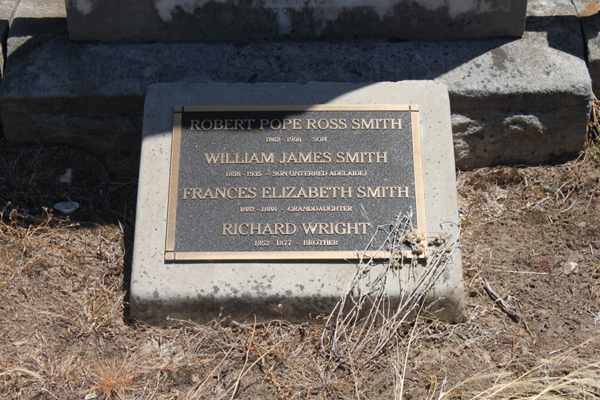 ROBERT POPE ROSS SMITH
1862 - 1900 - SON
WILLIAM JAMES SMITH
1858 - 1935 - SON (INTERRED ADELAIDE)
FRANCES ELIZABETH SMITH
1882 - 1888 - GRANDDAUGHTER
RICHARD WRIGHT
1852 - 1877 - BROTHER